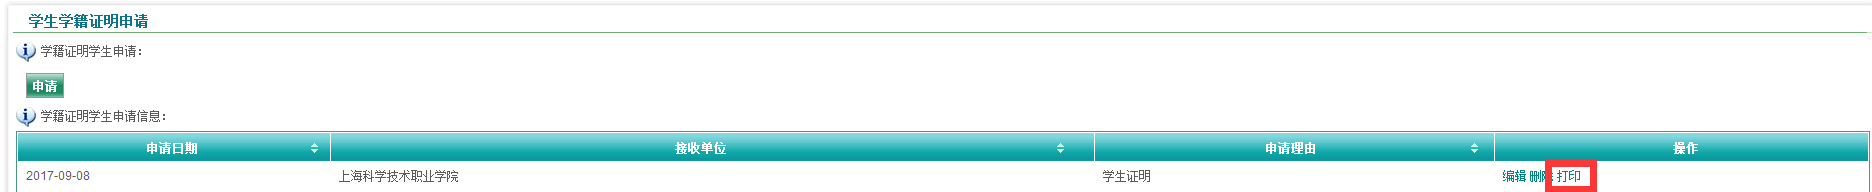 学生学籍证明申请
学籍证明学生申请：
申请
学籍证明学生申请信息：
申请日期 接收单位 申请理由 操作
2017-09-08 上海科学技术职业学院 学生证明 编辑 删除 打印